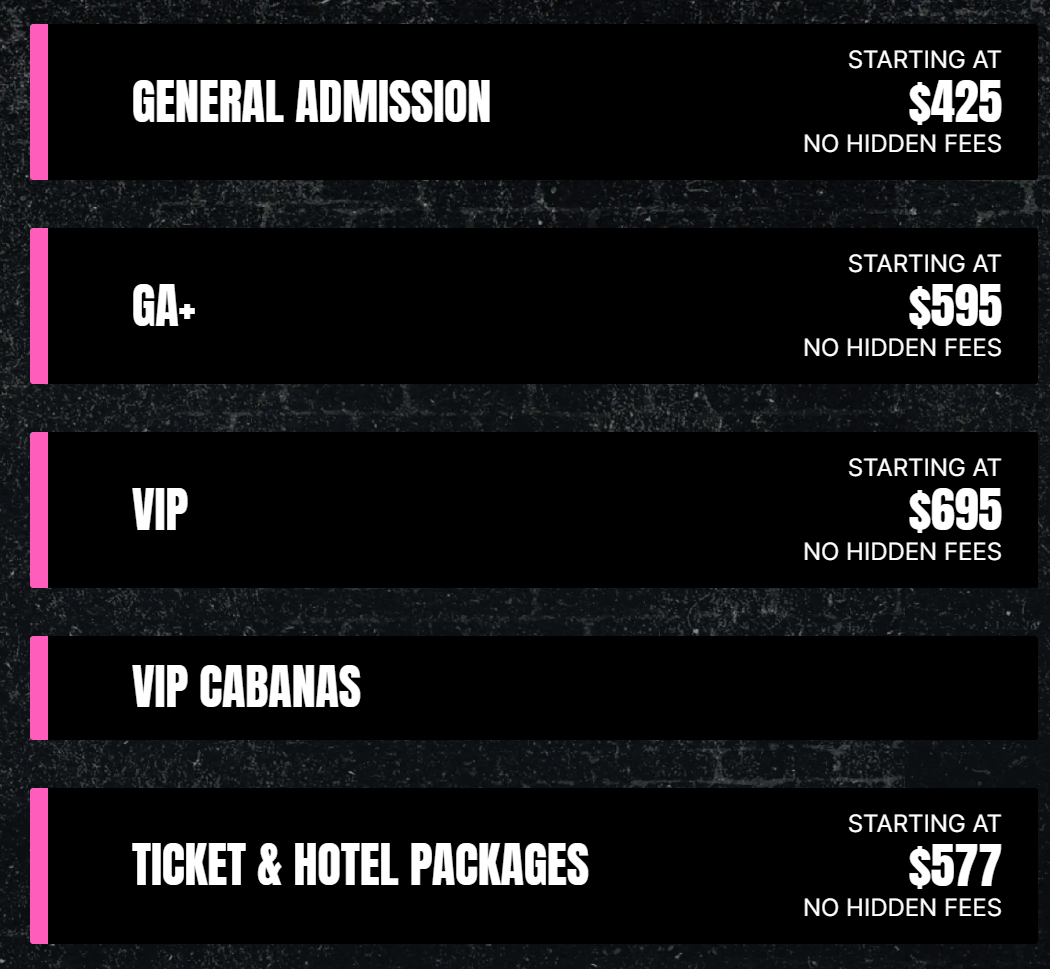 GENERAL ADMISSION
STARTING AT
$425
NO HIDDEN FEES
GA+
STARTING AT
$595
NO HIDDEN FEES
VIP
STARTING AT
$695
NO HIDDEN FEES
VIP CABANAS
TICKET & HOTEL PACKAGES
STARTING AT
$577
NO HIDDEN FEES